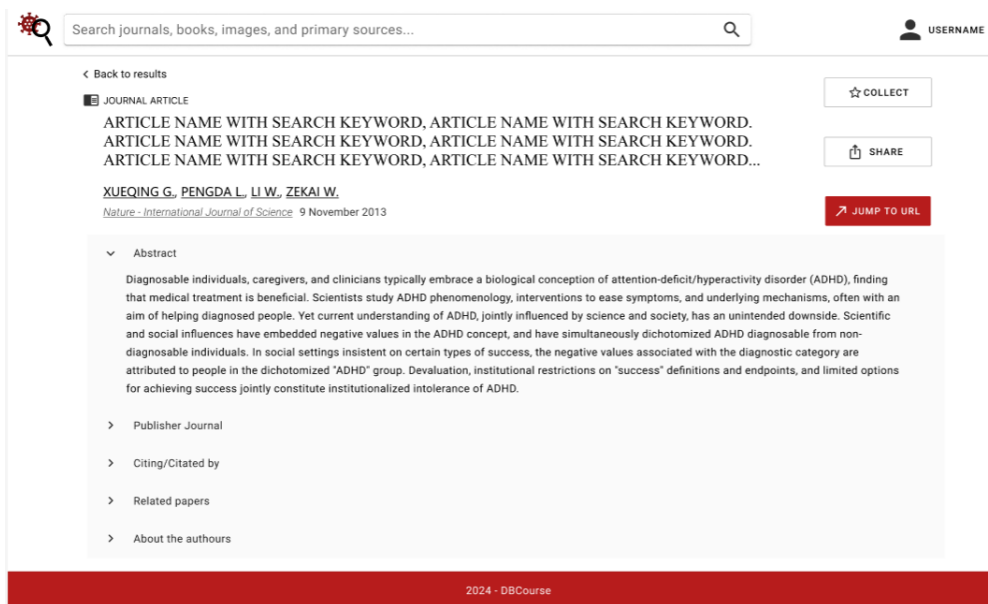 Search journals, books, images, and primary sources...
USERNAME
Back to results
JOURNAL ARTICLE
COLLECT
ARTICLE NAME WITH SEARCH KEYWORD, ARTICLE NAME WITH SEARCH KEYWORD.
ARTICLE NAME WITH SEARCH KEYWORD, ARTICLE NAME WITH SEARCH KEYWORD.
ARTICLE NAME WITH SEARCH KEYWORD, ARTICLE NAME WITH SEARCH KEYWORD...
SHARE
XUEQING G., PENGDA L., LI W., ZEKAI W.
Nature - International Journal of Science 9 November 2013
JUMP TO URL
Abstract
Diagnosable individuals, caregivers, and clinicians typically embrace a biological conception of attention-deficit/hyperactivity disorder (ADHD), finding
that medical treatment is beneficial. Scientists study ADHD phenomenology, interventions to ease symptoms, and underlying mechanisms, often with an
aim of helping diagnosed people. Yet current understanding of ADHD, jointly influenced by science and society, has an unintended downside. Scientific
and social influences have embedded negative values in the ADHD concept, and have simultaneously dichotomized ADHD diagnosable from non-
diagnosable individuals. In social settings insistent on certain types of success, the negative values associated with the diagnostic category are
attributed to people in the dichotomized "ADHD" group. Devaluation, institutional restrictions on "success" definitions and endpoints, and limited options
for achieving success jointly constitute institutionalized intolerance of ADHD.
Publisher Journal
Citing/Citated by
Related papers
About the authours
2024 - DBCourse